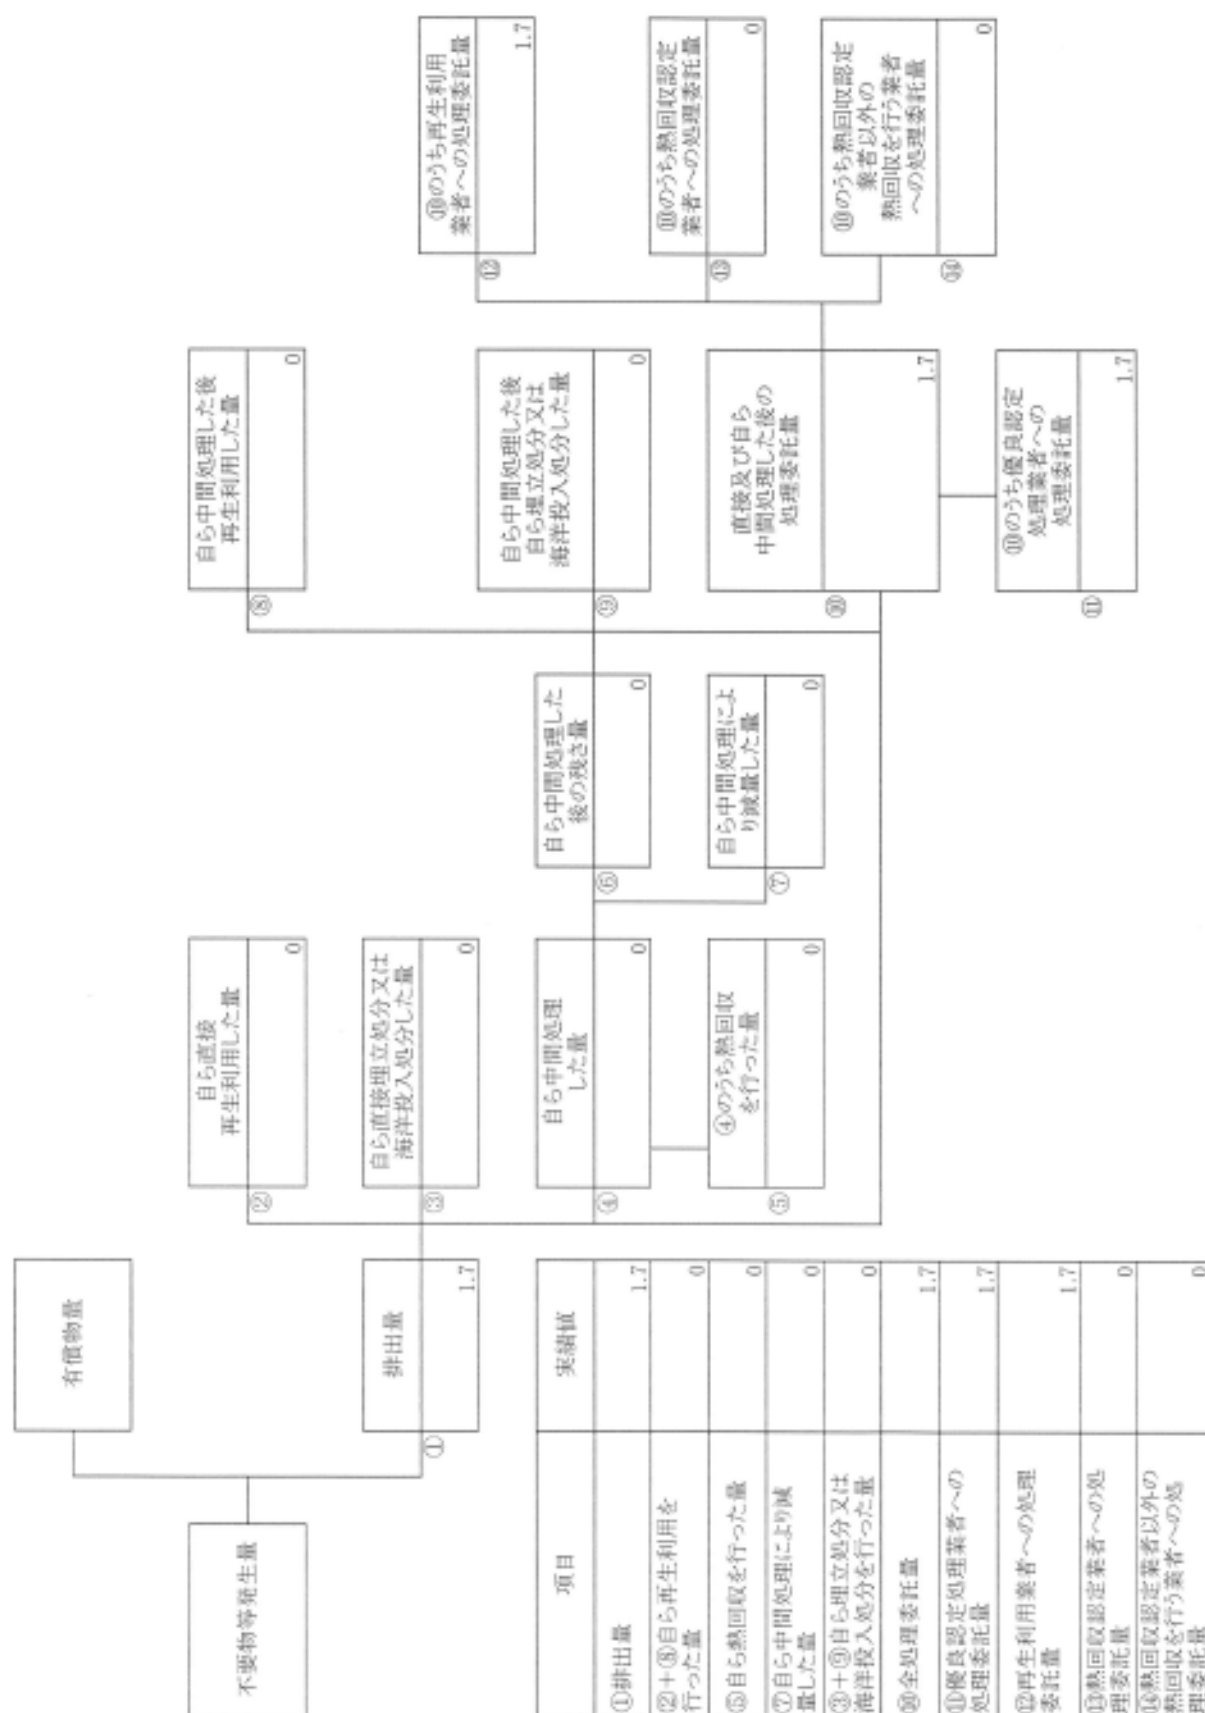 不要物等発生量
有償物量
①
排出量
1.7
②
自ら直接
再生利用した量
0
③
自ら直接埋立処分又は
海洋投入処分した量
0
④
自ら中間処理
した量
0
⑤
④のうち熱回収
を行った量
0
⑥
自ら中間処理した
後の残さ量
0
⑦
自ら中間処理によ
り減量した量
0
⑧
自ら中間処理した後
再生利用した量
0
⑨
自ら中間処理した後
自ら埋立処分又は
海洋投入処分した量
0
⑩
直接及び自ら
中間処理した後の
処理委託量
1.7
⑪
⑩のうち優良認定
処理業者への
処理委託量
1.7
⑫
⑩のうち再生利用
業者への処理委託量
1.7
⑬
⑩のうち熱回収認定
業者への処理委託量
0
⑭
⑩のうち熱回収認定
業者以外の
熱回収を行う業者
への処理委託量
0
項目
実績値
①排出量
1.7
②+⑧自ら再生利用を
行った量
0
⑤自ら熱回収を行った量
0
⑦自ら中間処理により減
量した量
0
③+⑨自ら埋立処分又は
海洋投入処分を行った量
0
⑩全処理委託量
1.7
⑪優良認定処理業者への
処理委託量
1.7
⑫再生利用業者への処理
委託量
1.7
⑬熱回収認定業者への処
理委託量
0
⑭熱回収認定業者以外の
熱回収を行う業者への処
理委託量
0